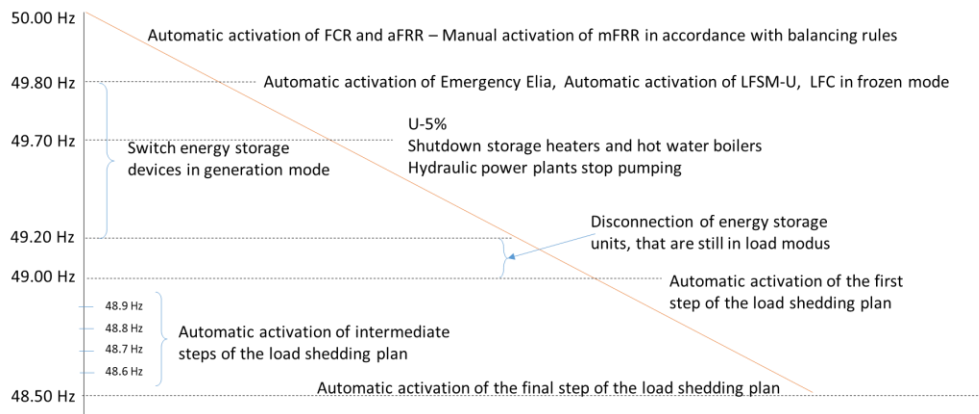 50.00 Hz
Automatic activation of FCR and aFRR – Manual activation of mFRR in accordance with balancing rules
49.80 Hz
Automatic activation of Emergency Elia, Automatic activation of LFSM-U, LFC in frozen mode
49.70 Hz
U-5%
Shutdown storage heaters and hot water boilers
Hydraulic power plants stop pumping
Switch energy storage
devices in generation mode
49.20 Hz
Disconnection of energy storage
units, that are still in load modus
49.00 Hz
Automatic activation of the first
step of the load shedding plan
48.9 Hz
48.8 Hz
48.7 Hz
48.6 Hz
Automatic activation of intermediate
steps of the load shedding plan
48.50 Hz
Automatic activation of the final step of the load shedding plan